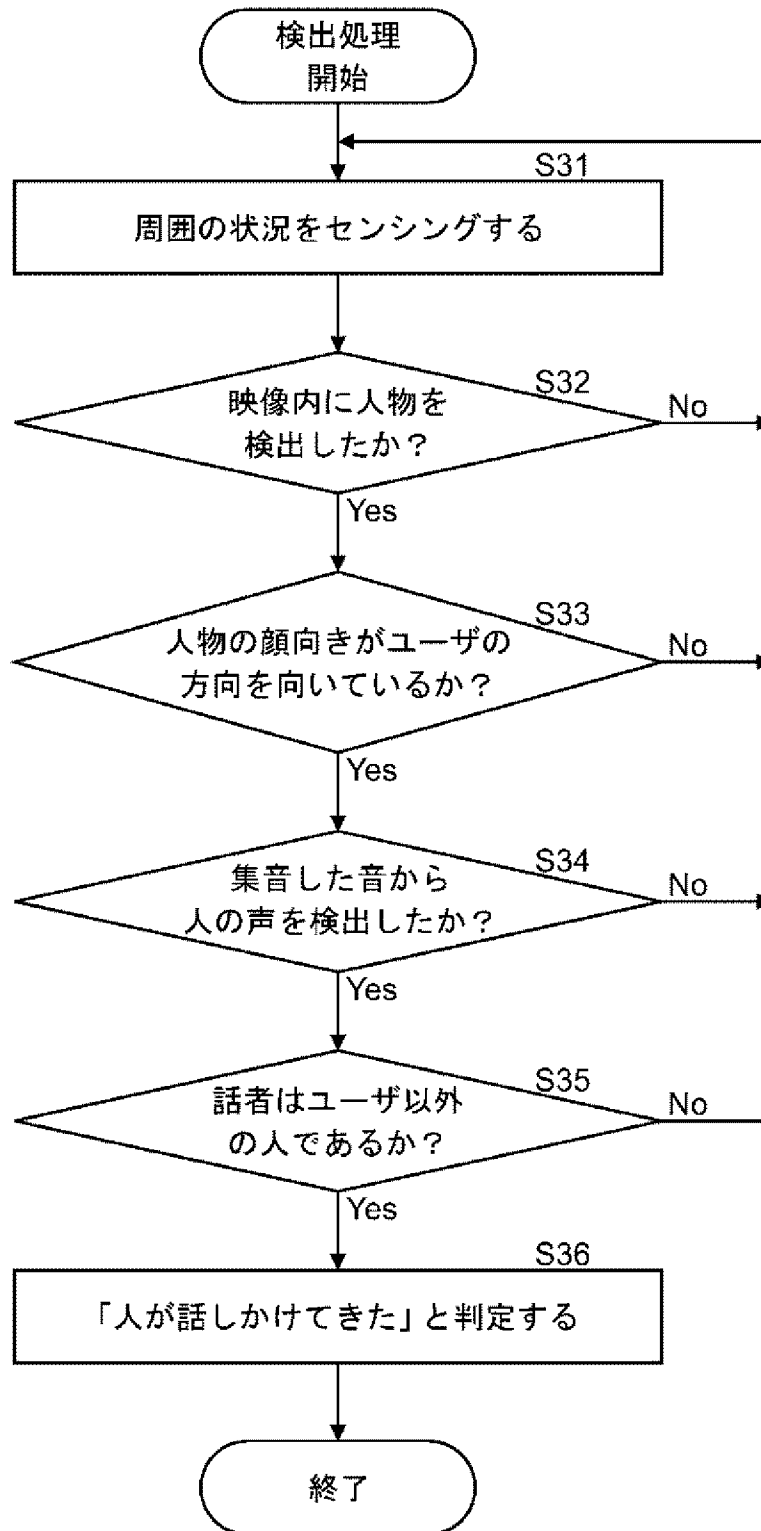 検出処理
開始
S31
周囲の状況をセンシングする
S32
映像内に人物を
検出したか？
No
Yes
S33
人物の顔向きがユーザの
方向を向いているか？
No
Yes
S34
集音した音から
人の声を検出したか？
No
Yes
S35
話者はユーザ以外
の人であるか？
No
Yes
S36
「人が話しかけてきた」と判定する
終了